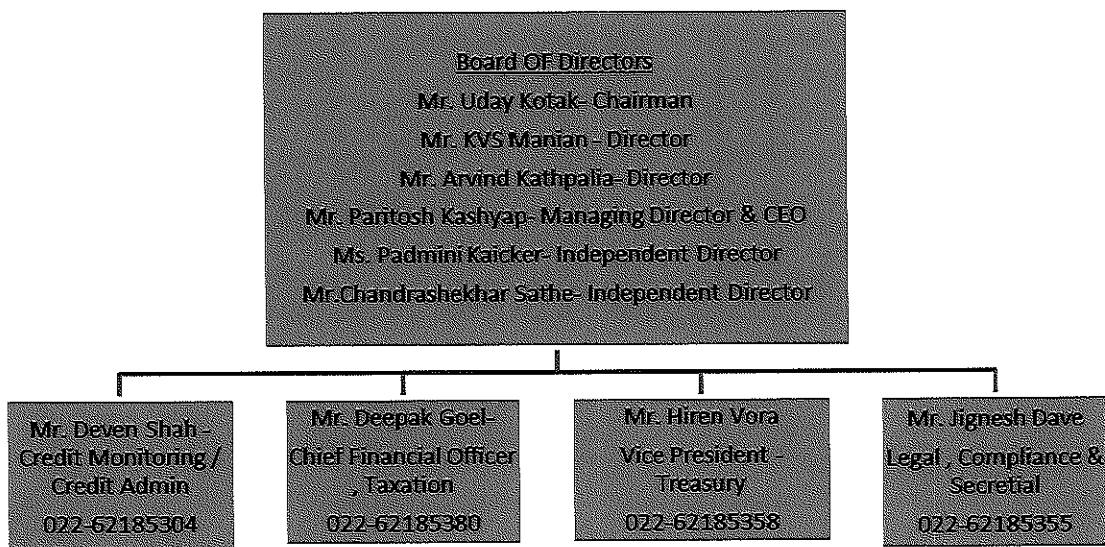 Board OF Directors
Mr. Uday Kotak- Chairman
Mr. KVS Manian - Director
Mr. Arvind Kathpalia- Director
Mr. Paritosh Kashyap- Managing Director & CEO
Ms. Padmini Kaicker- Independent Director
Mr.Chandrashekhar Sathe- Independent Director
Mr. Deven Shah -
Credit Monitoring /
Credit Admin
022-62185304
Mr. Deepak Goel-
Chief Financial Officer
, Taxation
022-62185380
Mr. Hiren Vora
Vice President -
Treasury
022-62185358
Mr. Jignesh Dave
Legal , Compliance &
Secretial
022-62185355